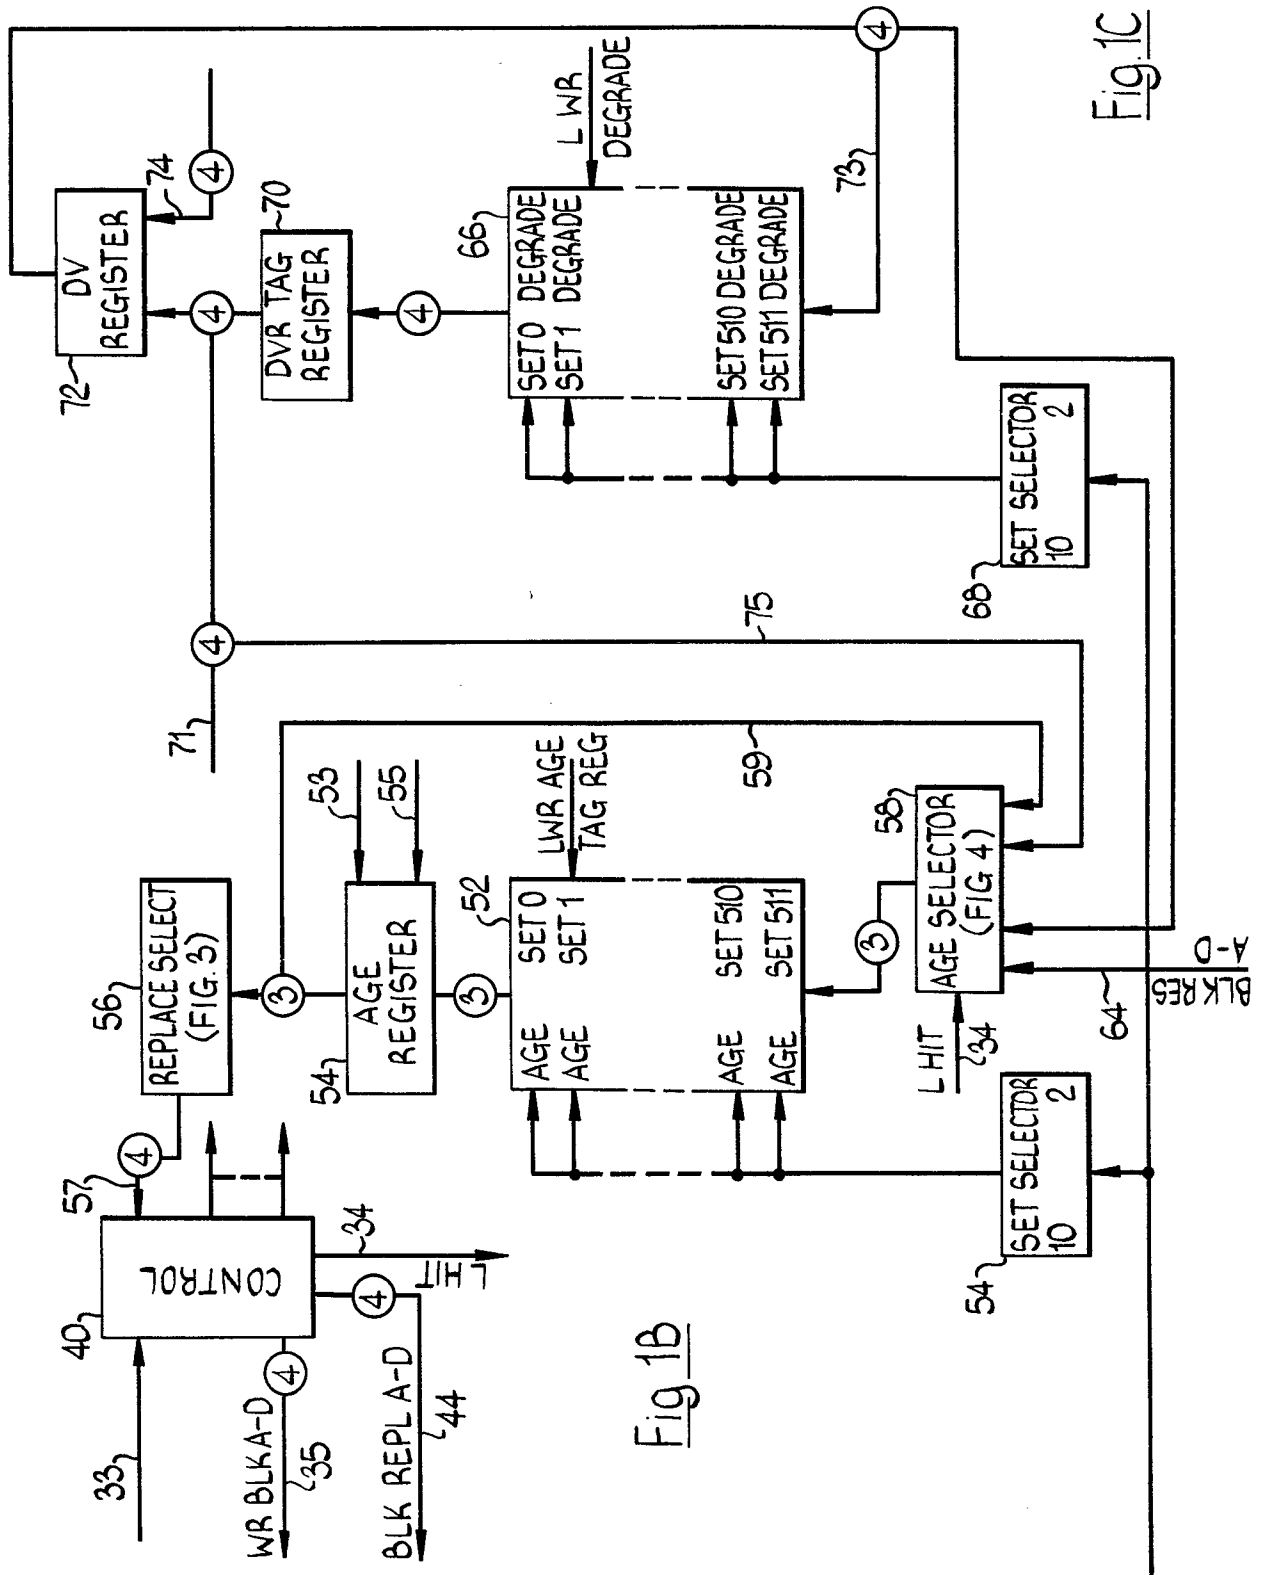 33
40
CONTROL
57
4
WR BLKA-D
4
35
BLK REPL A-D
4
44
L HIT
34
56
REPLACE SELECT
(FIG. 3)
3
54
AGE
REGISTER
53
55
3
52
AGE SET 0
AGE SET 1
AGE SET 510
AGE SET 511
LWR AGE
TAG REG
3
58
AGE SELECTOR
(FIG 4)
L HIT
34
64
BLK RES
A-D
59
75
54
SET SELECTOR
10 2
Fig 1B
71
4
72
DV
REGISTER
74
4
4
70
DVR TAG
REGISTER
4
66
SET 0 DEGRADE
SET 1 DEGRADE
SET 510 DEGRADE
SET 511 DEGRADE
L WR
DEGRADE
73
4
68
SET SELECTOR
10 2
Fig. 1C